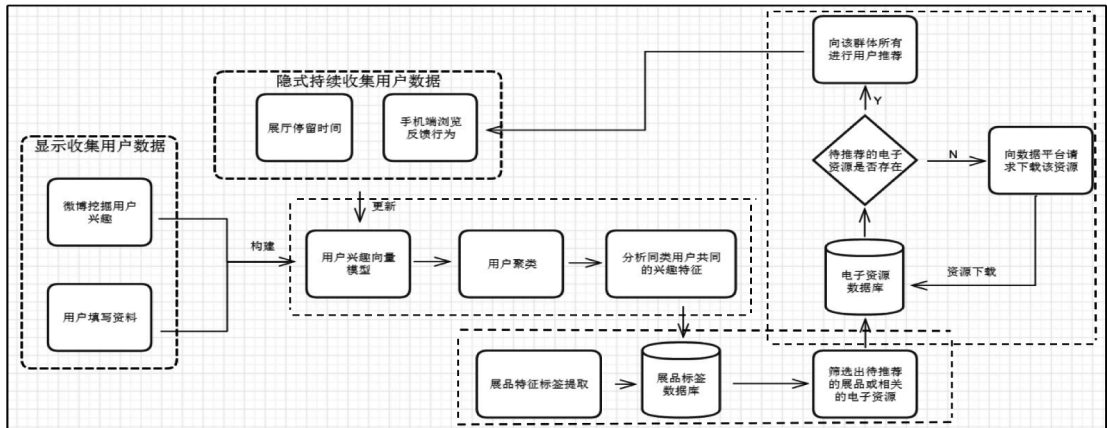 显示收集用户数据
微博挖掘用户
兴趣
用户填写资料
构建
隐式持续收集用户数据
展厅停留时间
手机端浏览
反馈行为
更新
用户兴趣向量
模型
用户聚类
分析同类用户共同
的兴趣特征
展品特征标签提取
展品标签
数据库
筛选出待推荐
的展品或相关
的电子资源
电子资源
数据库
待推荐的电子
资源是否存在
Y
N
向该群体所有
进行用户推荐
向数据平台请
求下载该资源
资源下载